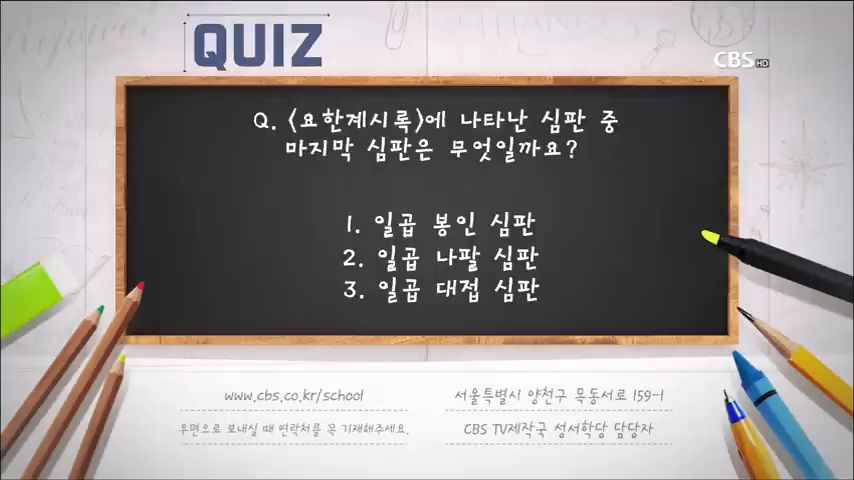 QUIZ
CBS HD
Q. 〈요한계시록〉에 나타난 심판 중
마지막 심판은 무엇일까요?
1. 일곱 봉인 심판
2. 일곱 나팔 심판
3. 일곱 대접 심판
www.cbs.co.kr/school
서울특별시 양천구 목동서로 159-1
우편으로 보내실 때 연락처를 꼭 기재해주세요.
CBS TV제작국 성서학당 담당자